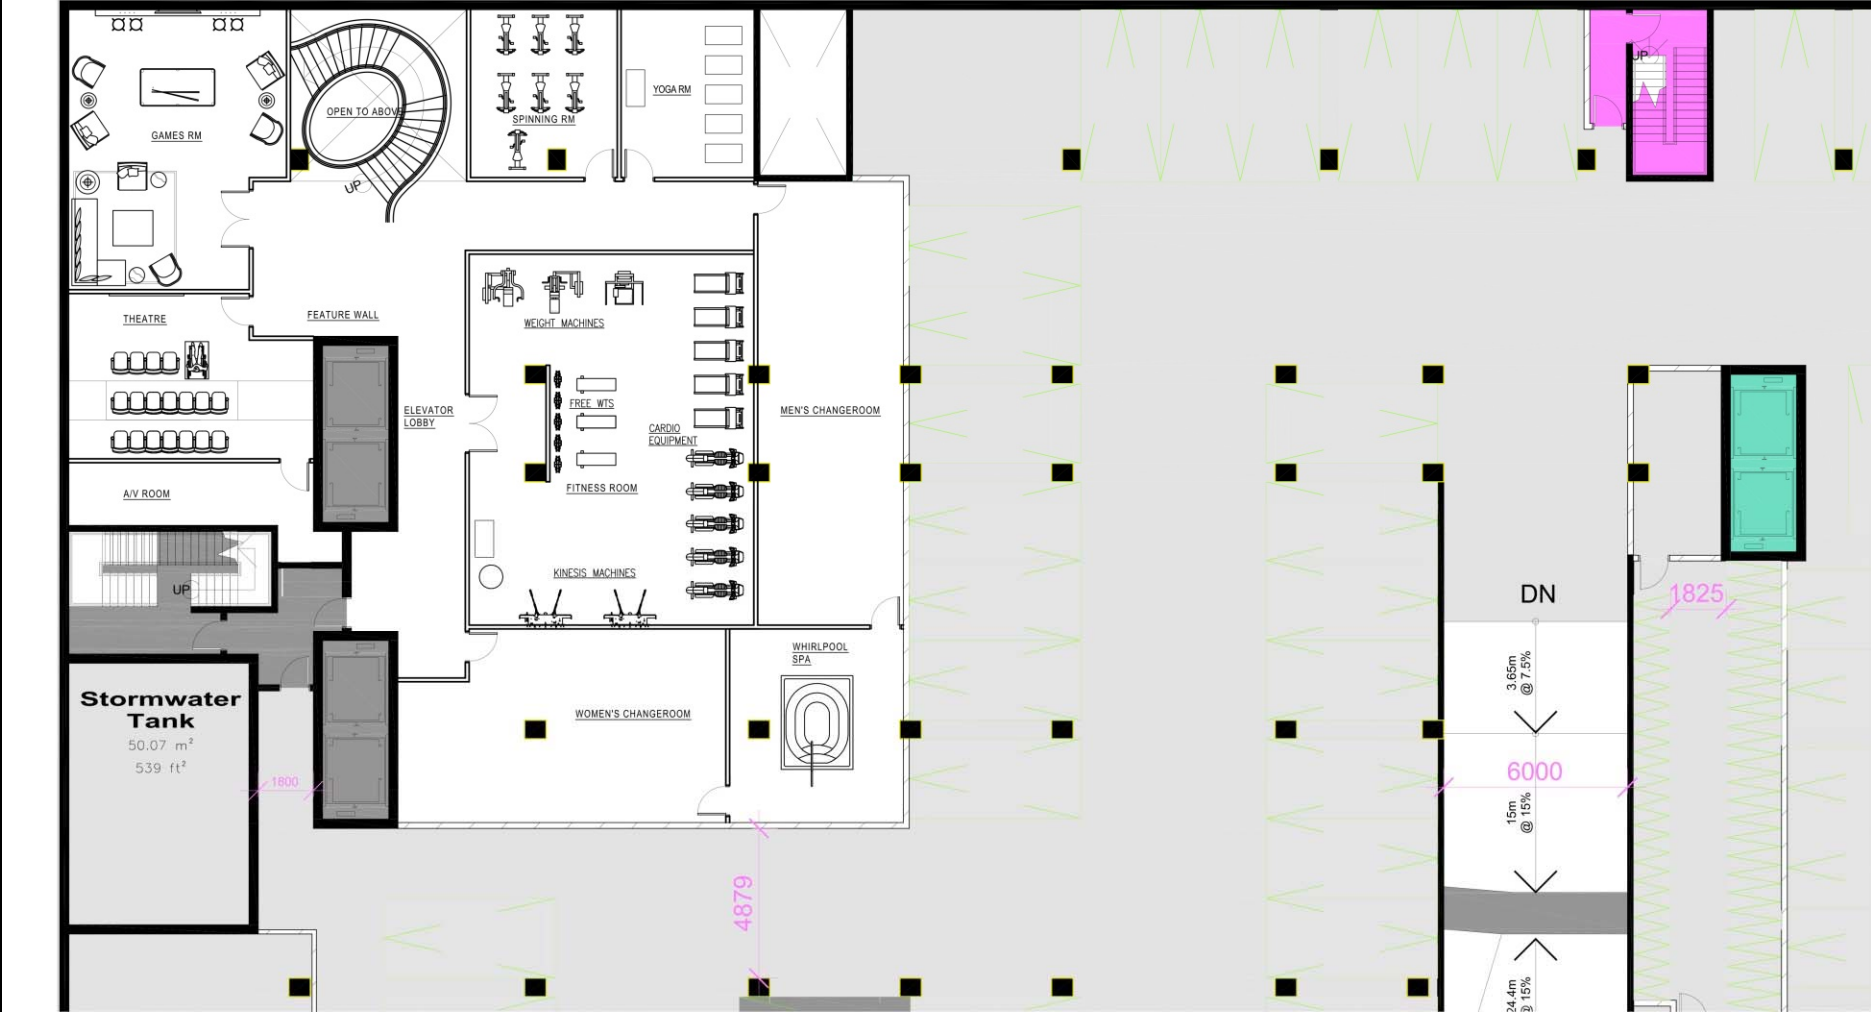 GAMES RM
OPEN TO ABOVE
UP
SPINNING RM
YOGA RM
UP
THEATRE
FEATURE WALL
WEIGHT MACHINES
ELEVATOR
LOBBY
FREE WTS
CARDIO
EQUIPMENT
MEN'S CHANGEROOM
FITNESS ROOM
A/V ROOM
KINESIS MACHINES
UP
DN
1825
WHIRLPOOL
SPA
3.65m
@ 7.5%
Stormwater
Tank
50.07 m²
539 ft²
WOMEN'S CHANGEROOM
1800
6000
15m
@ 15%
4879
24.4m
@ 15%